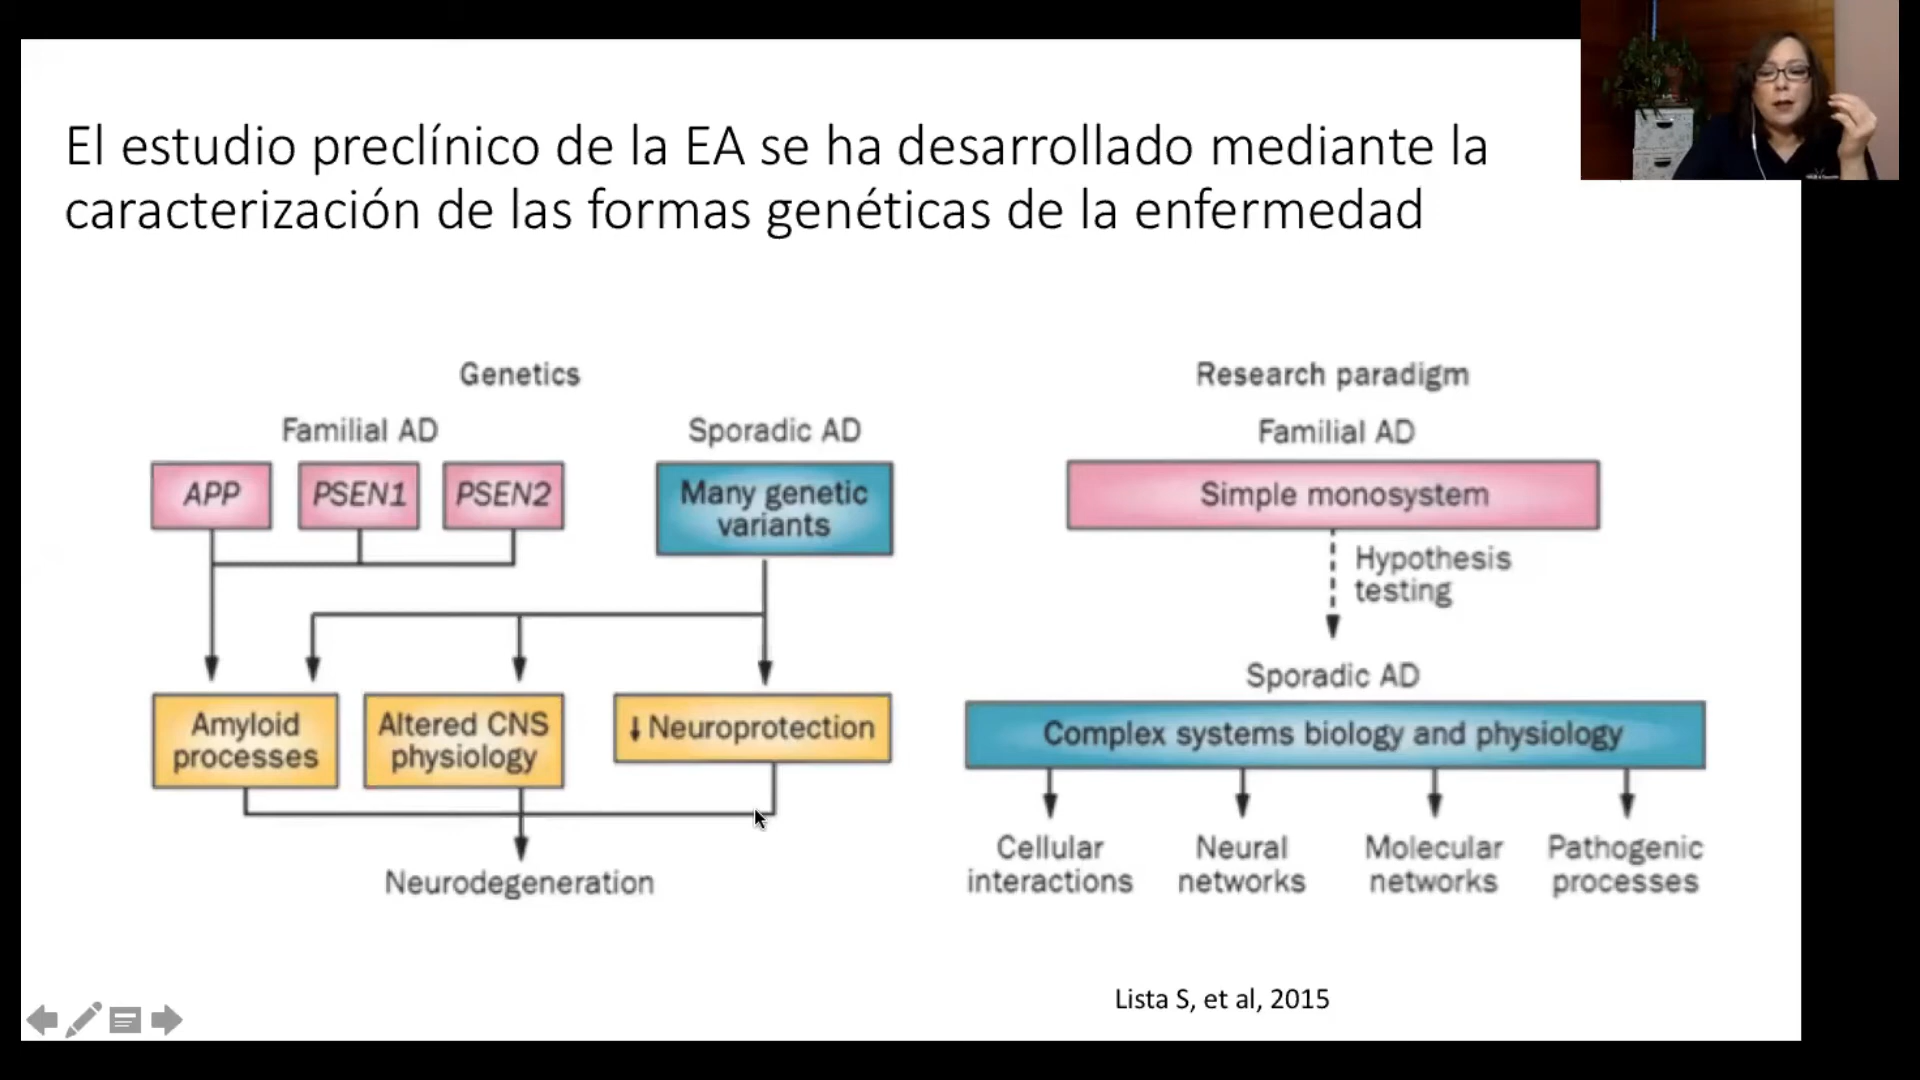 El estudio preclínico de la EA se ha desarrollado mediante la
caracterización de las formas genéticas de la enfermedad
Genetics
Familial AD
Sporadic AD
APP
PSEN1
PSEN2
Many genetic
variants
Amyloid
processes
Altered CNS
physiology
↓ Neuroprotection
Neurodegeneration
Research paradigm
Familial AD
Simple monosystem
Hypothesis
testing
Sporadic AD
Complex systems biology and physiology
Cellular
interactions
Neural
networks
Molecular
networks
Pathogenic
processes
Lista S, et al, 2015